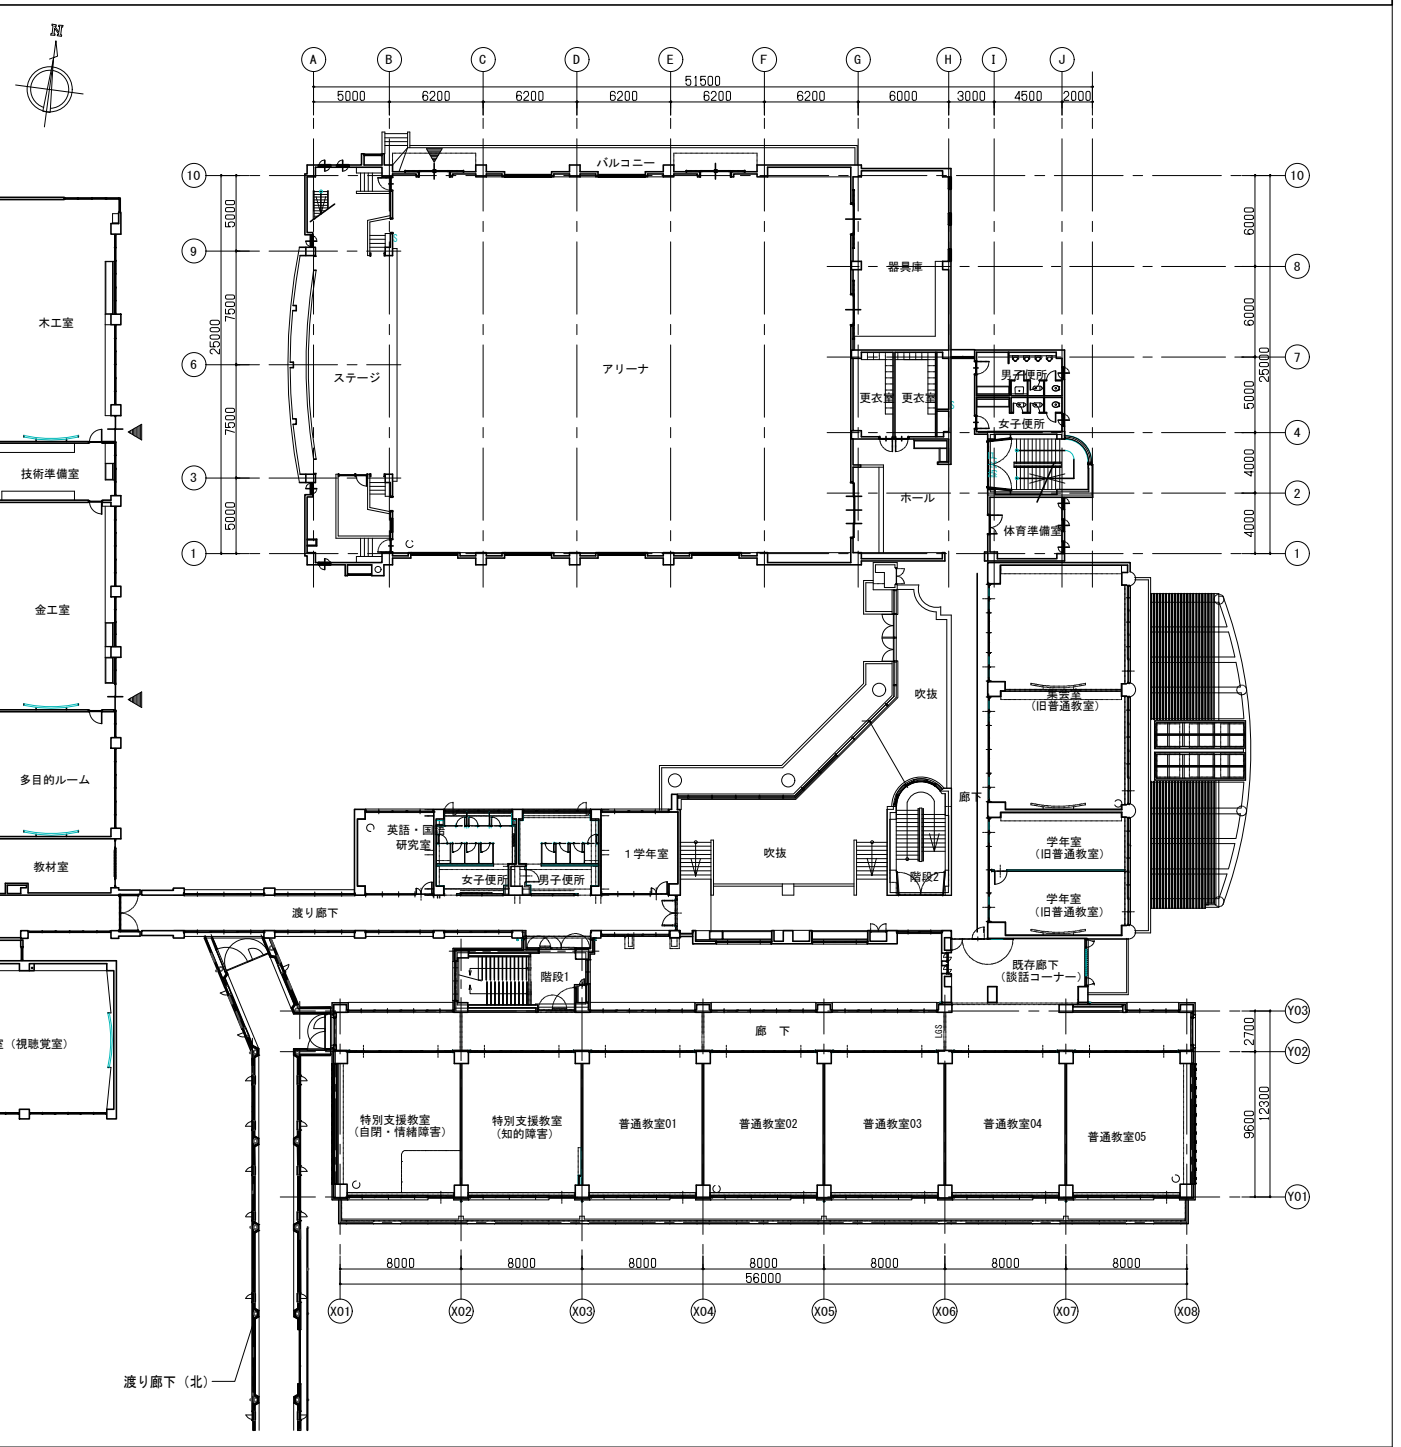 N
A B C D E F G H I J
51500
5000 6200 6200 6200 6200 6200 6000 3000 4500 2000
バルコニー
10
9
6
3
1
5000
7500
25000
7500
5000
10
8
7
4
2
1
6000
6000
25000
5000
4000
4000
器具庫
木工室
ステージ
アリーナ
男子便所
更衣室
更衣室
女子便所
技術準備室
ホール
体育準備室
金工室
吹抜
集会室
(旧普通教室)
多目的ルーム
廊下
英語・国語
研究室
1学年室
吹抜
学年室
(旧普通教室)
教材室
女子便所
男子便所
階段2
学年室
(旧普通教室)
渡り廊下
階段1
既存廊下
(談話コーナー)
廊 下
LGS
室(視聴覚室)
Y03
Y02
Y01
2700
9600
12300
特別支援教室
(自閉・情緒障害)
特別支援教室
(知的障害)
普通教室01
普通教室02
普通教室03
普通教室04
普通教室05
8000 8000 8000 8000 8000 8000 8000
56000
X01 X02 X03 X04 X05 X06 X07 X08
渡り廊下(北)